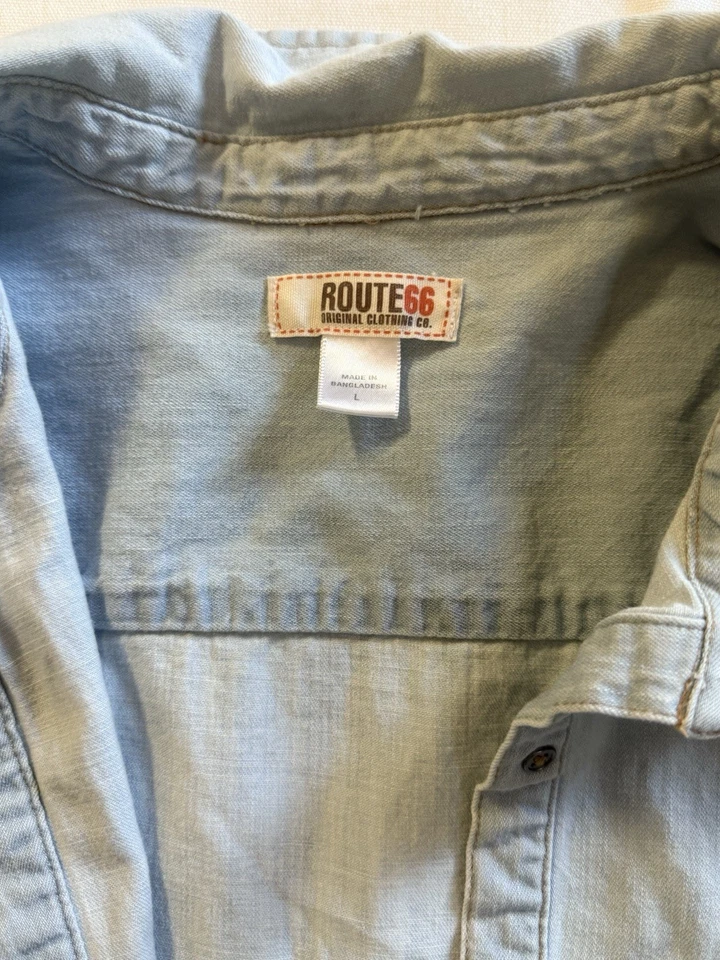 ROUTE66
ORIGINAL CLOTHING CO.
MADE IN
BANGLADESH
L